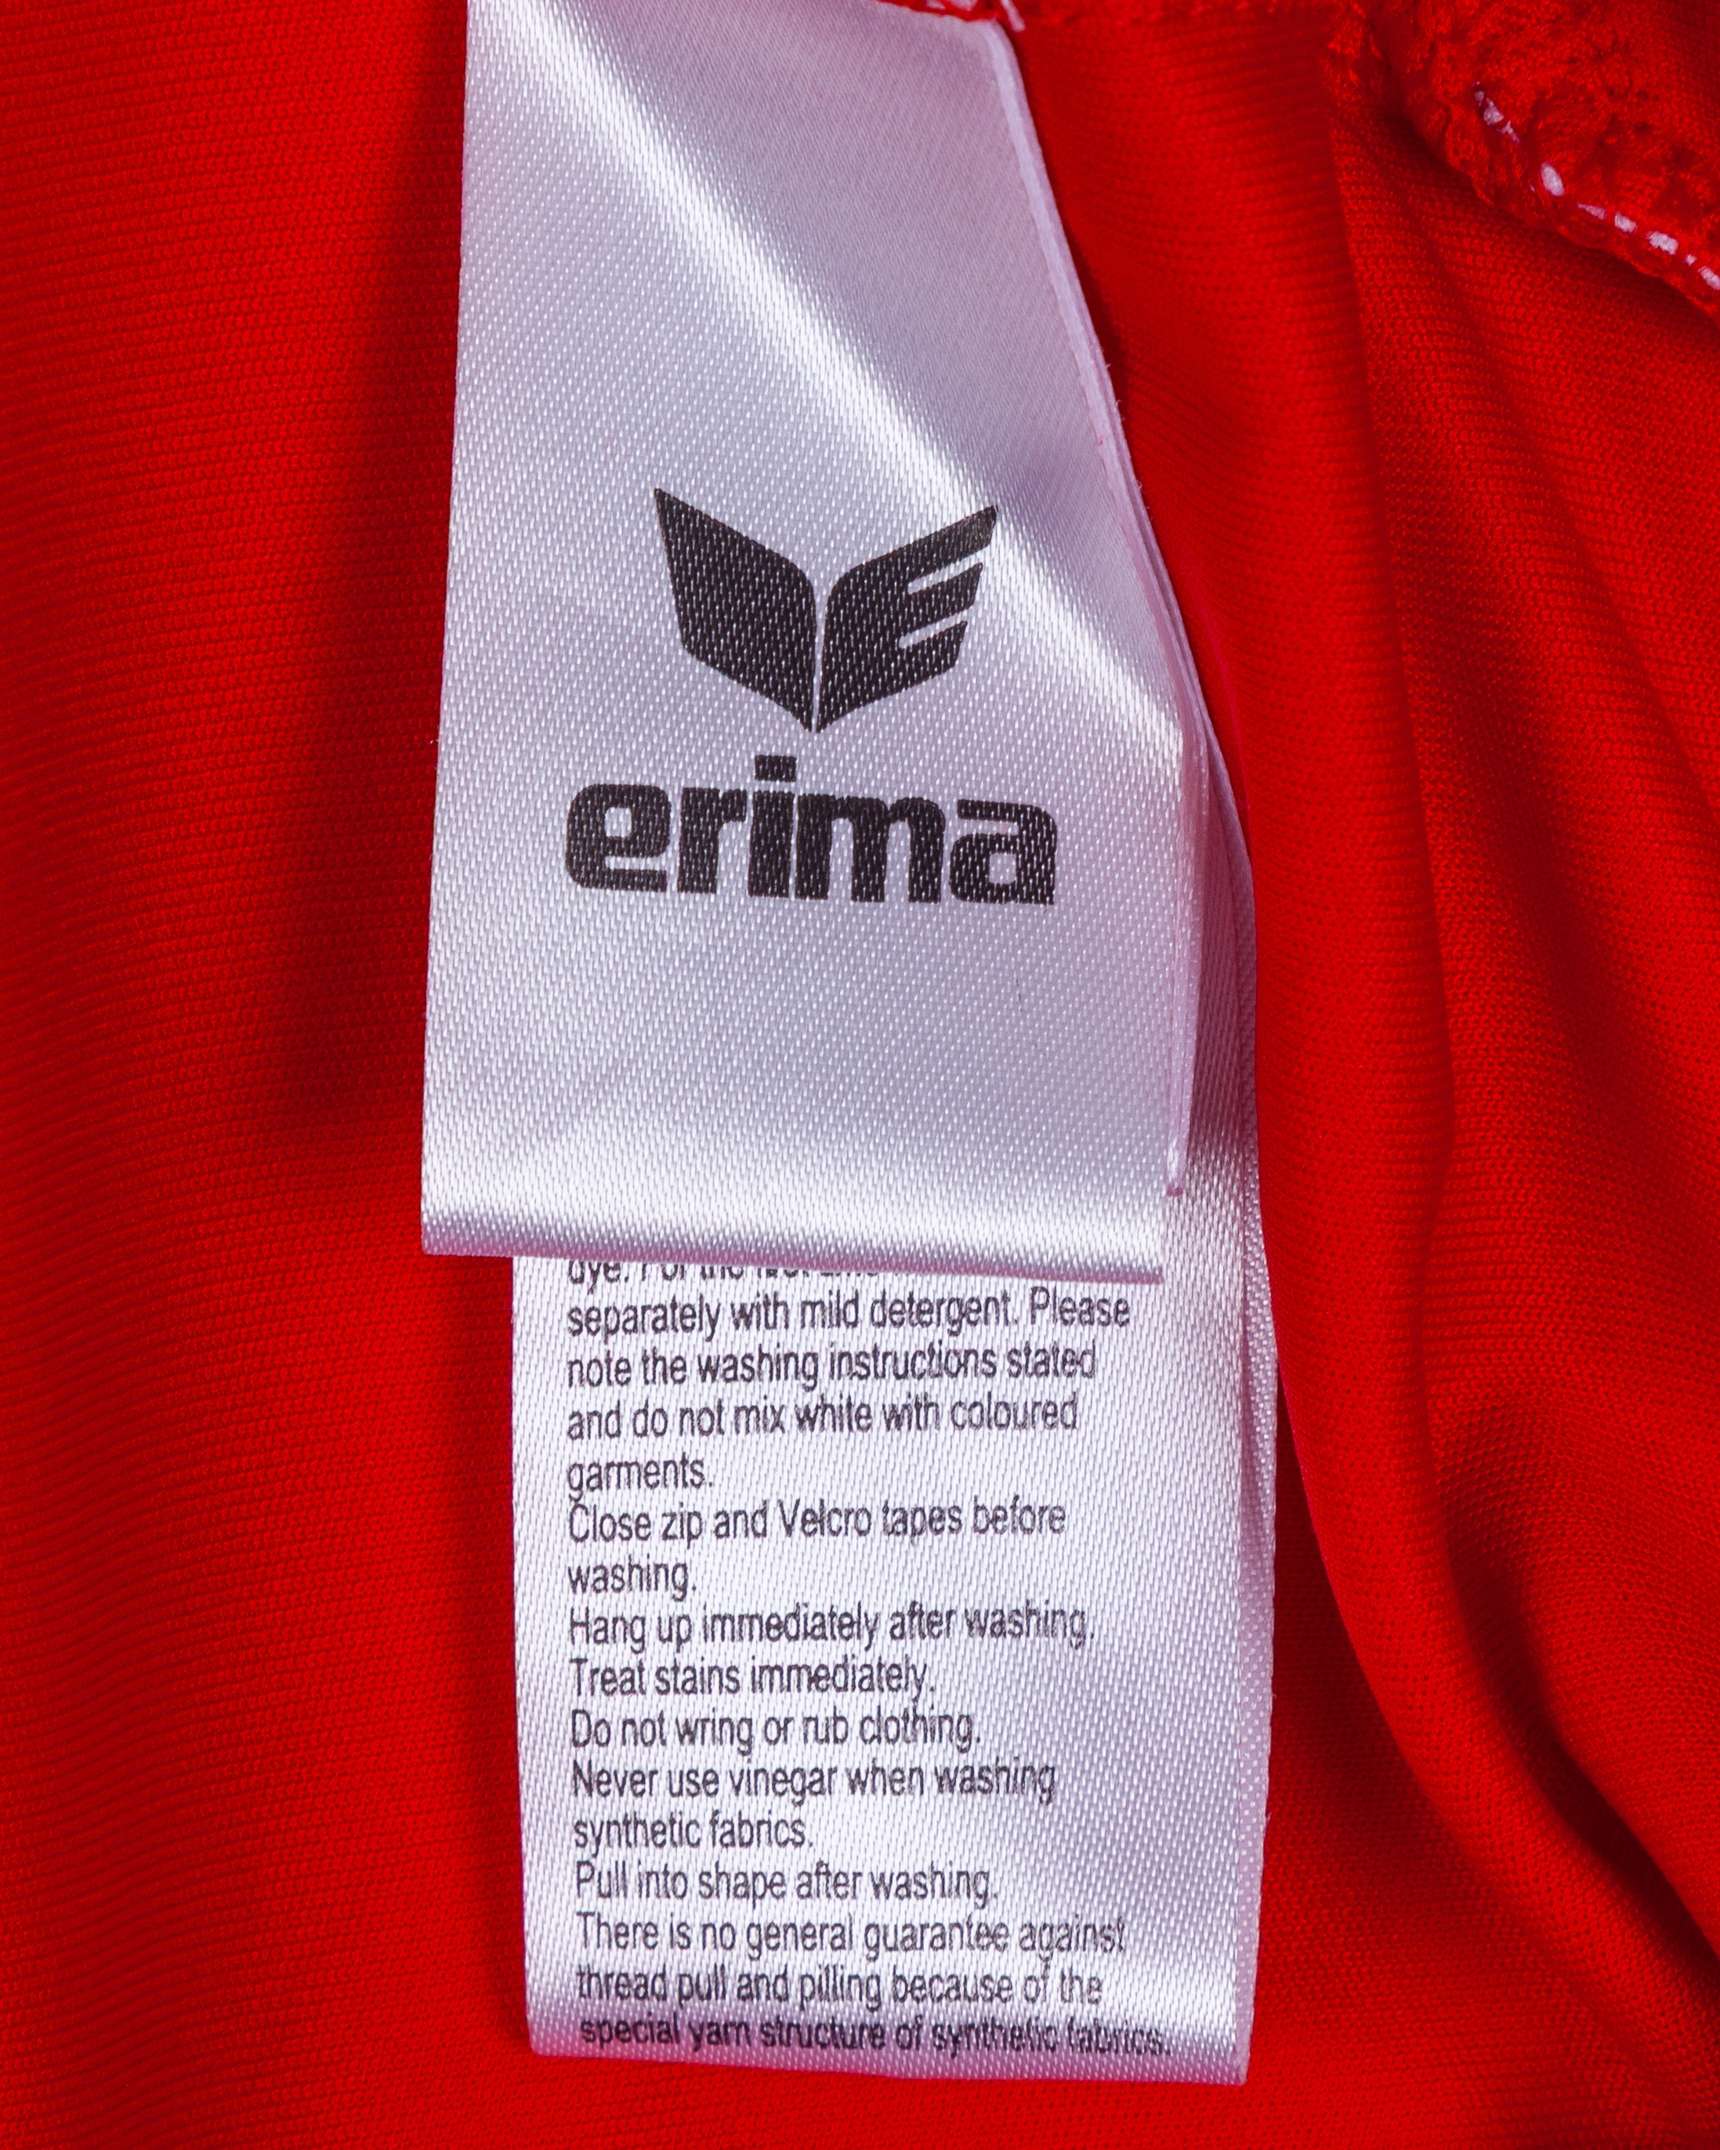 erima
dye. For the
separately with mild detergent. Please
note the washing instructions stated
and do not mix white with coloured
garments.
Close zip and Velcro tapes before
washing.
Hang up immediately after washing.
Treat stains immediately.
Do not wring or rub clothing.
Never use vinegar when washing
synthetic fabrics.
Pull into shape after washing.
There is no general guarantee against
thread pull and pilling because of the
special yarn structure of synthetic fabrics.